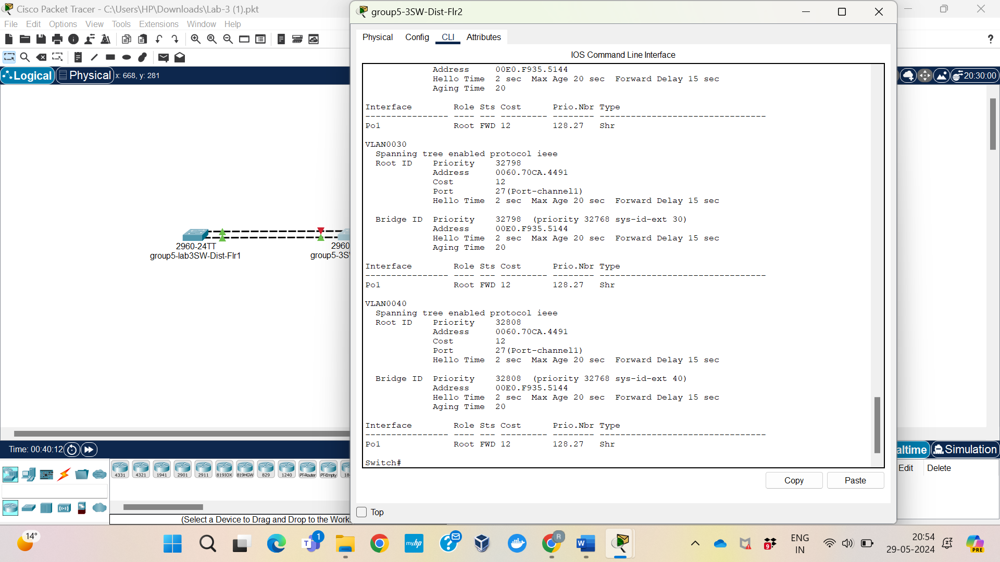 Cisco Packet Tracer - C:\Users\HP\Downloads\Lab-3 (1).pkt
File Edit Options View Tools Extensions Window Help
Logical Physical x: 668, y: 281
20:30:00
?
2960-24TT
group5-lab3SW-Dist-Flr1
2960
group5-3S
group5-3SW-Dist-Flr2
Physical Config CLI Attributes
IOS Command Line Interface
Address 00E0.F935.5144
Hello Time 2 sec Max Age 20 sec Forward Delay 15 sec
Aging Time 20
Interface Role Sts Cost Prio.Nbr Type
---------------- ---- --- --------- -------- --------------------------------
Po1 Root FWD 12 128.27 Shr
VLAN0030
Spanning tree enabled protocol ieee
Root ID Priority 32798
Address 0060.70CA.4491
Cost 12
Port 27(Port-channel1)
Hello Time 2 sec Max Age 20 sec Forward Delay 15 sec
Bridge ID Priority 32798 (priority 32768 sys-id-ext 30)
Address 00E0.F935.5144
Hello Time 2 sec Max Age 20 sec Forward Delay 15 sec
Aging Time 20
Interface Role Sts Cost Prio.Nbr Type
---------------- ---- --- --------- -------- --------------------------------
Po1 Root FWD 12 128.27 Shr
VLAN0040
Spanning tree enabled protocol ieee
Root ID Priority 32808
Address 0060.70CA.4491
Cost 12
Port 27(Port-channel1)
Hello Time 2 sec Max Age 20 sec Forward Delay 15 sec
Bridge ID Priority 32808 (priority 32768 sys-id-ext 40)
Address 00E0.F935.5144
Hello Time 2 sec Max Age 20 sec Forward Delay 15 sec
Aging Time 20
Interface Role Sts Cost Prio.Nbr Type
---------------- ---- --- --------- -------- --------------------------------
Po1 Root FWD 12 128.27 Shr
Switch#
Copy Paste
Top
Time: 00:40:12
altime Simulation
Edit Delete
4331 4321 1941 2901 2911 819IOX 819HGW 829 1240 PT-Router PT-Empty 18
(Select a Device to Drag and Drop to the Work
14° 1 myhp R 9 ENG
IN
20:54
29-05-2024
PRE